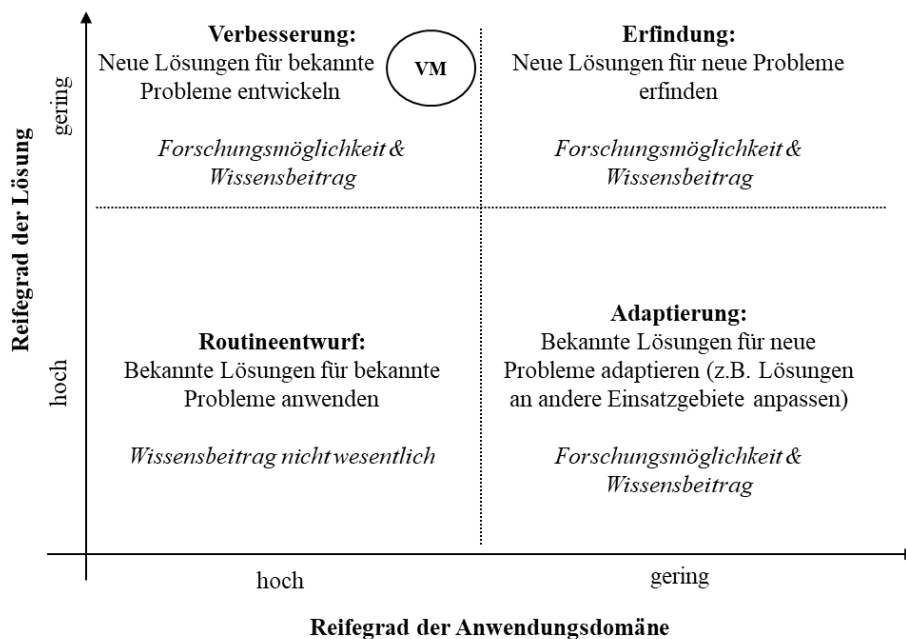 Verbesserung:
Neue Lösungen für bekannte
Probleme entwickeln
Forschungsmöglichkeit &
Wissensbeitrag
VM
Erfindung:
Neue Lösungen für neue Probleme
erfinden
Forschungsmöglichkeit &
Wissensbeitrag
Reifegrad der Lösung
gering
hoch
Routineentwurf:
Bekannte Lösungen für bekannte
Probleme anwenden
Wissensbeitrag nicht wesentlich
Adaptierung:
Bekannte Lösungen für neue
Probleme adaptieren (z.B. Lösungen
an andere Einsatzgebiete anpassen)
Forschungsmöglichkeit &
Wissensbeitrag
hoch
gering
Reifegrad der Anwendungsdomäne